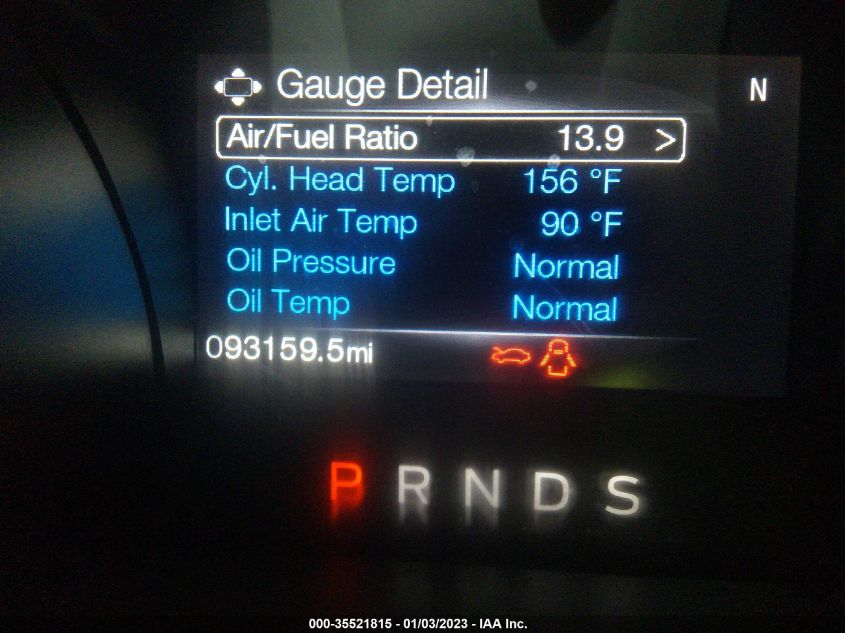 Gauge Detail N
Air/Fuel Ratio 13.9 >
Cyl. Head Temp 156 °F
Inlet Air Temp 90 °F
Oil Pressure Normal
Oil Temp Normal
093159.5mi
P R N D S
000-35521815 - 01/03/2023 - IAA Inc.